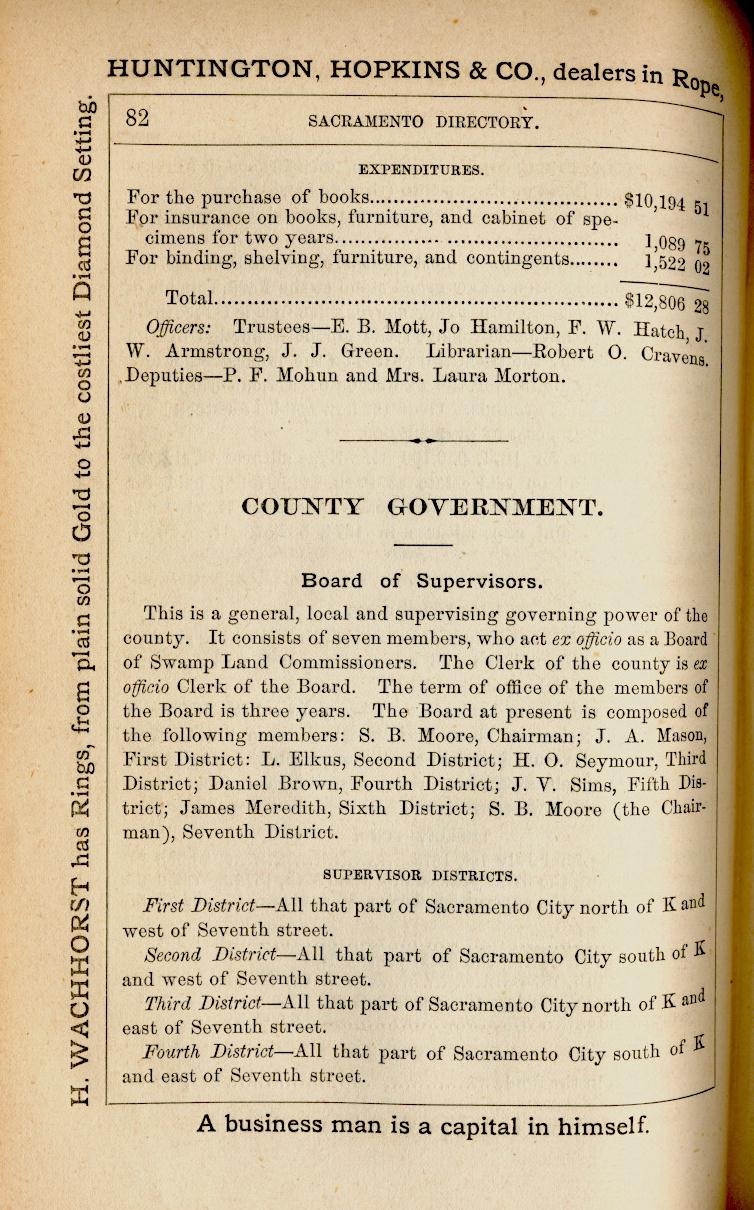 HUNTINGTON, HOPKINS & CO., dealers in Rope,
H. WACHHORST has Rings, from plain solid Gold to the costliest Diamond Setting.
82 SACRAMENTO DIRECTORY.
EXPENDITURES.
For the purchase of books.................................... $10,194 51
For insurance on books, furniture, and cabinet of spe-
cimens for two years........................................ 1,089 75
For binding, shelving, furniture, and contingents........ 1,522 02
Total.......................................................... $12,806 28
Officers: Trustees—E. B. Mott, Jo Hamilton, F. W. Hatch, J.
W. Armstrong, J. J. Green. Librarian—Robert O. Cravens.
Deputies—P. F. Mohun and Mrs. Laura Morton.
COUNTY GOVERNMENT.
Board of Supervisors.
This is a general, local and supervising governing power of the
county. It consists of seven members, who act ex officio as a Board
of Swamp Land Commissioners. The Clerk of the county is ex
officio Clerk of the Board. The term of office of the members of
the Board is three years. The Board at present is composed of
the following members: S. B. Moore, Chairman; J. A. Mason,
First District: L. Elkus, Second District; H. O. Seymour, Third
District; Daniel Brown, Fourth District; J. V. Sims, Fifth Dis-
trict; James Meredith, Sixth District; S. B. Moore (the Chair-
man), Seventh District.
SUPERVISOR DISTRICTS.
First District—All that part of Sacramento City north of K and
west of Seventh street.
Second District—All that part of Sacramento City south of K
and west of Seventh street.
Third District—All that part of Sacramento City north of K and
east of Seventh street.
Fourth District—All that part of Sacramento City south of K
and east of Seventh street.
A business man is a capital in himself.